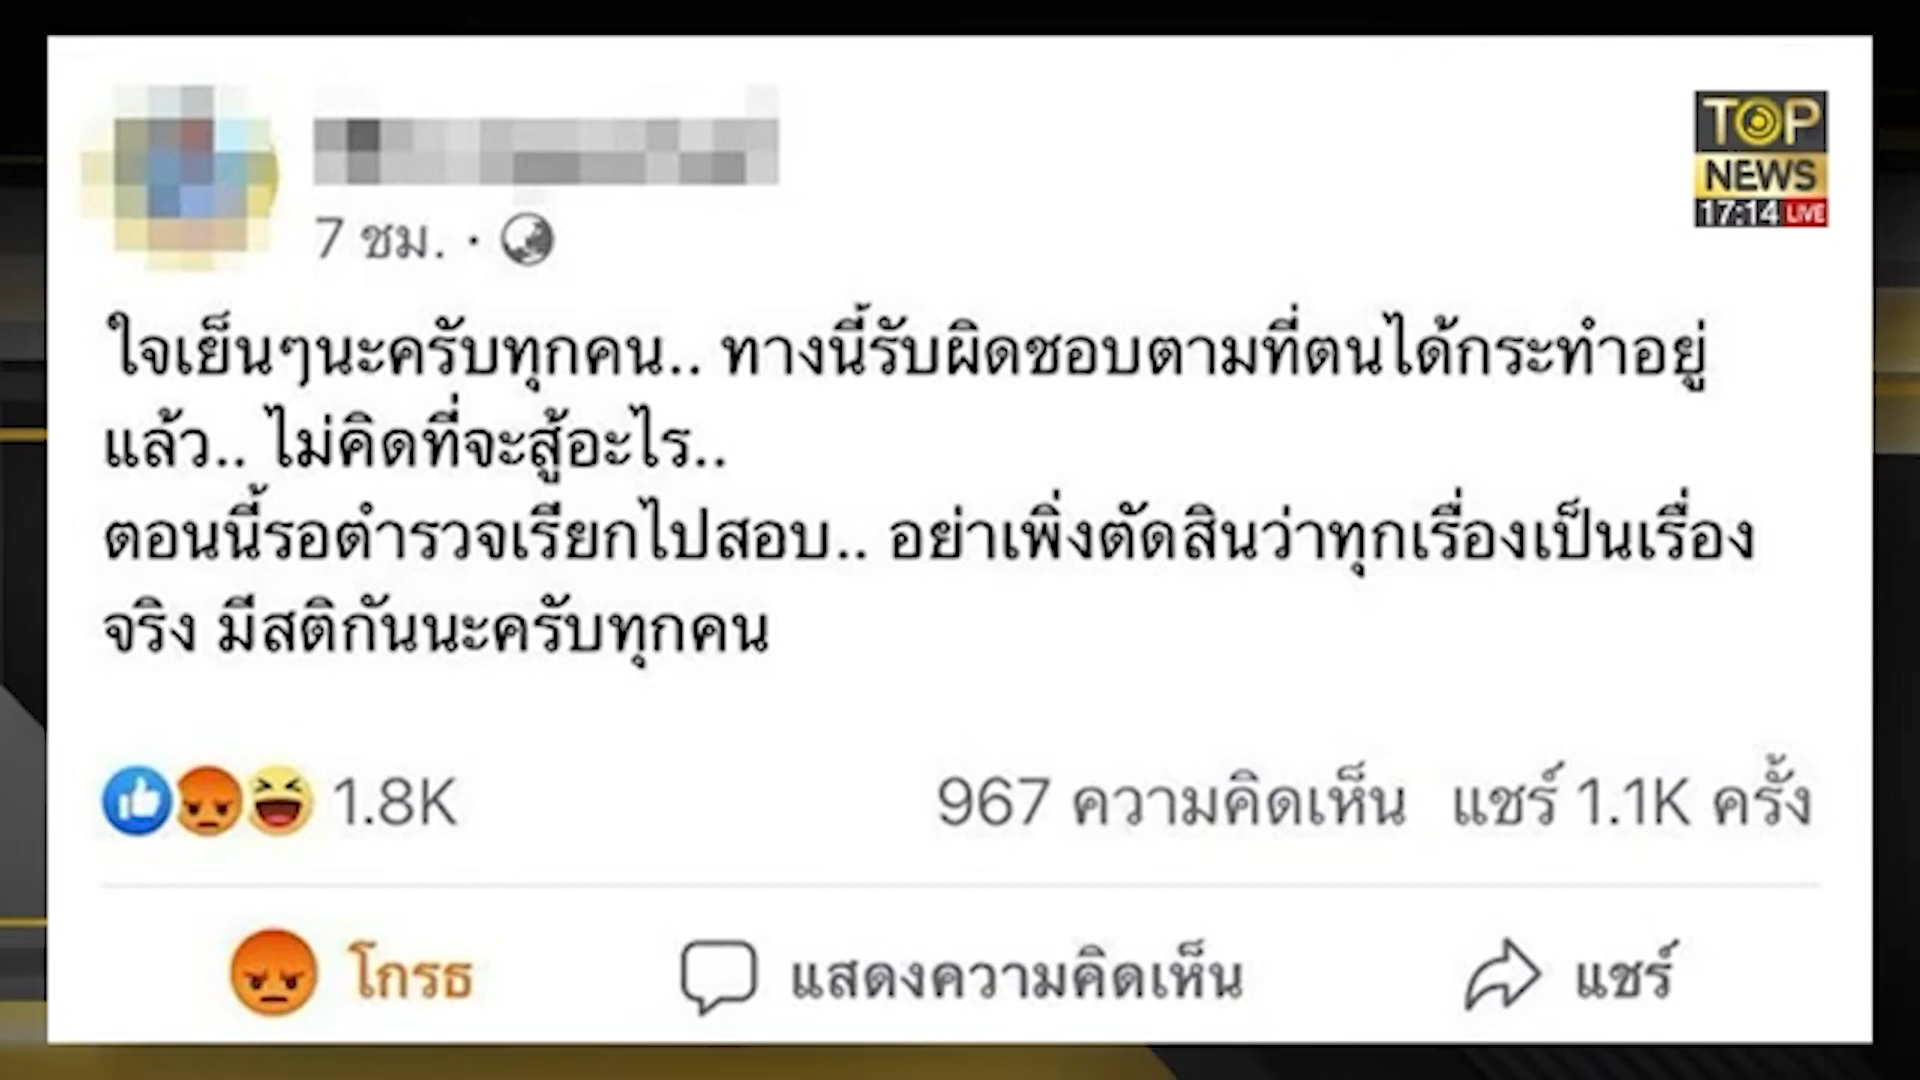 TOP
NEWS
17:14 LIVE
7 ชม. ·
ใจเย็นๆนะครับทุกคน.. ทางนี้รับผิดชอบตามที่ตนได้กระทำอยู่
แล้ว.. ไม่คิดที่จะสู้อะไร..
ตอนนี้รอตำรวจเรียกไปสอบ.. อย่าเพิ่งตัดสินว่าทุกเรื่องเป็นเรื่อง
จริง มีสติกันนะครับทุกคน
1.8K 967 ความคิดเห็น แชร์ 1.1K ครั้ง
โกรธ แสดงความคิดเห็น แชร์